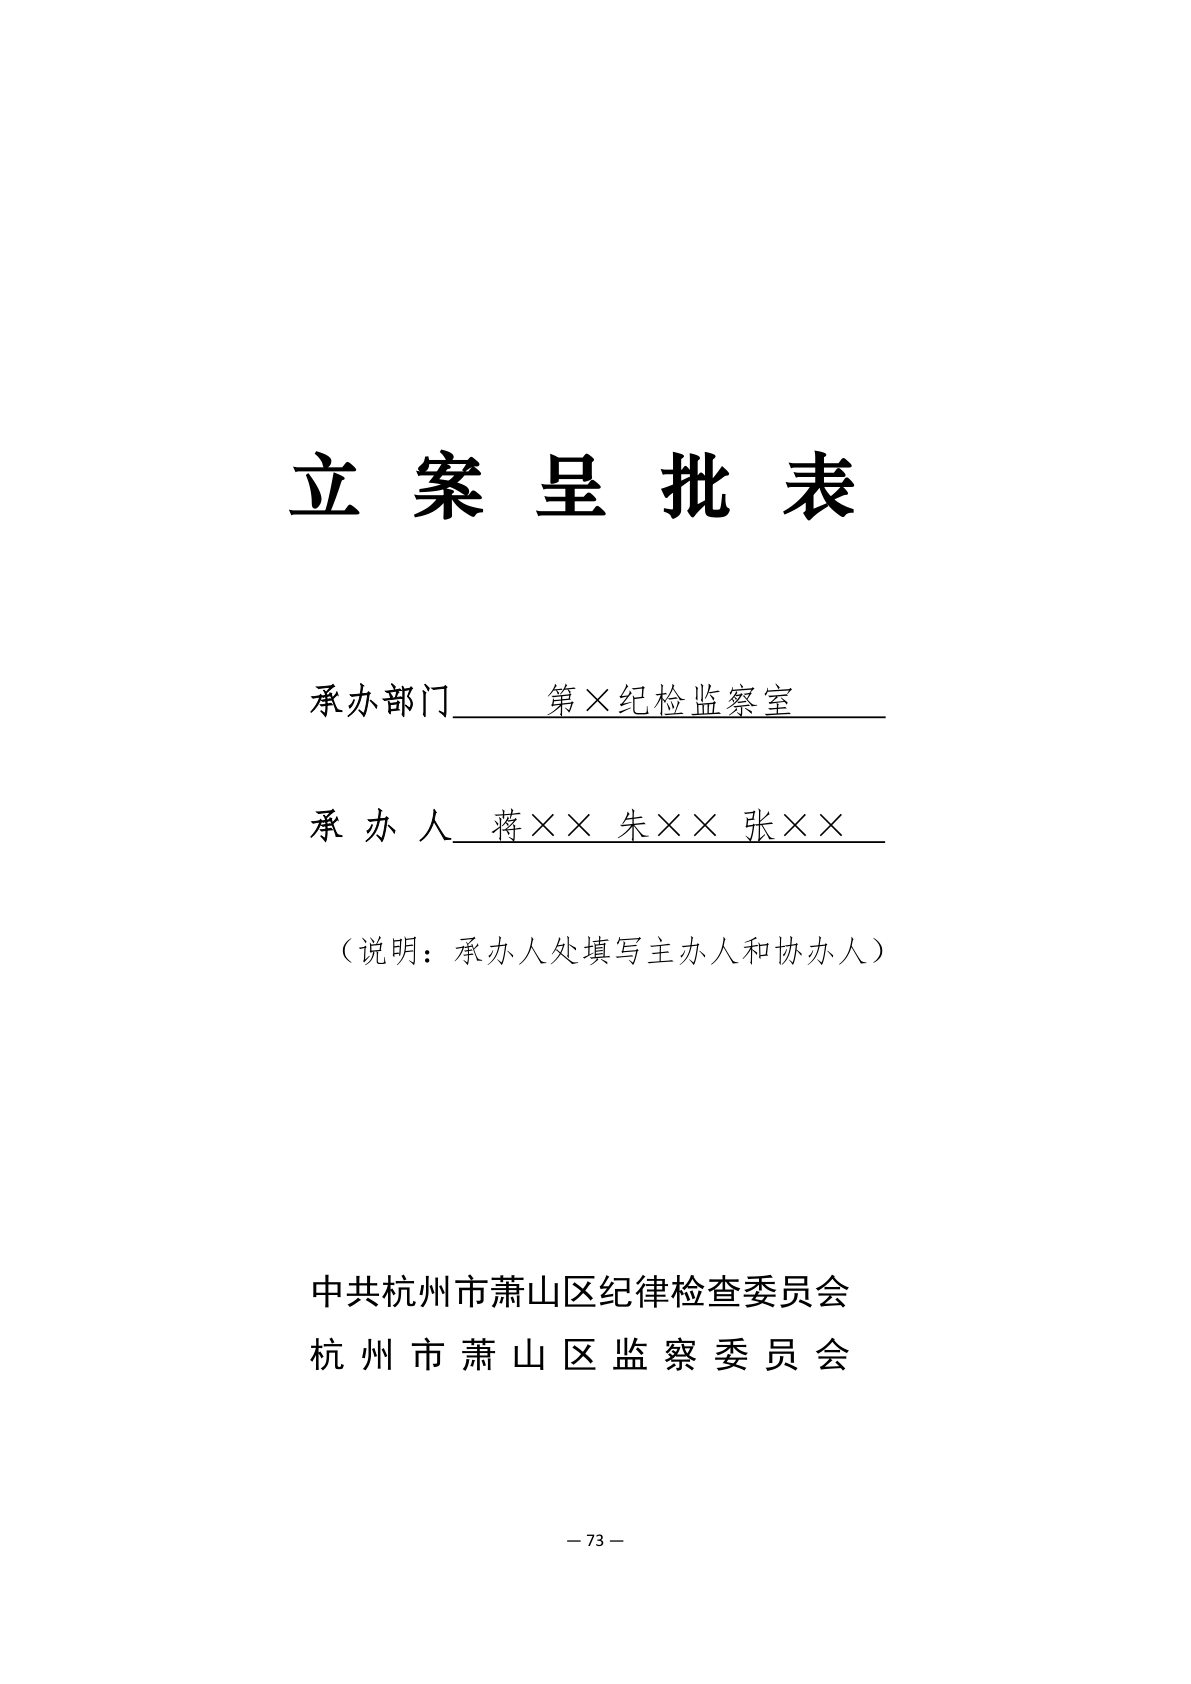 立 案 呈 批 表
承办部门 第×纪检监察室
承 办 人 蒋×× 朱×× 张××
（说明：承办人处填写主办人和协办人）
中共杭州市萧山区纪律检查委员会
杭 州 市 萧 山 区 监 察 委 员 会
— 73 —